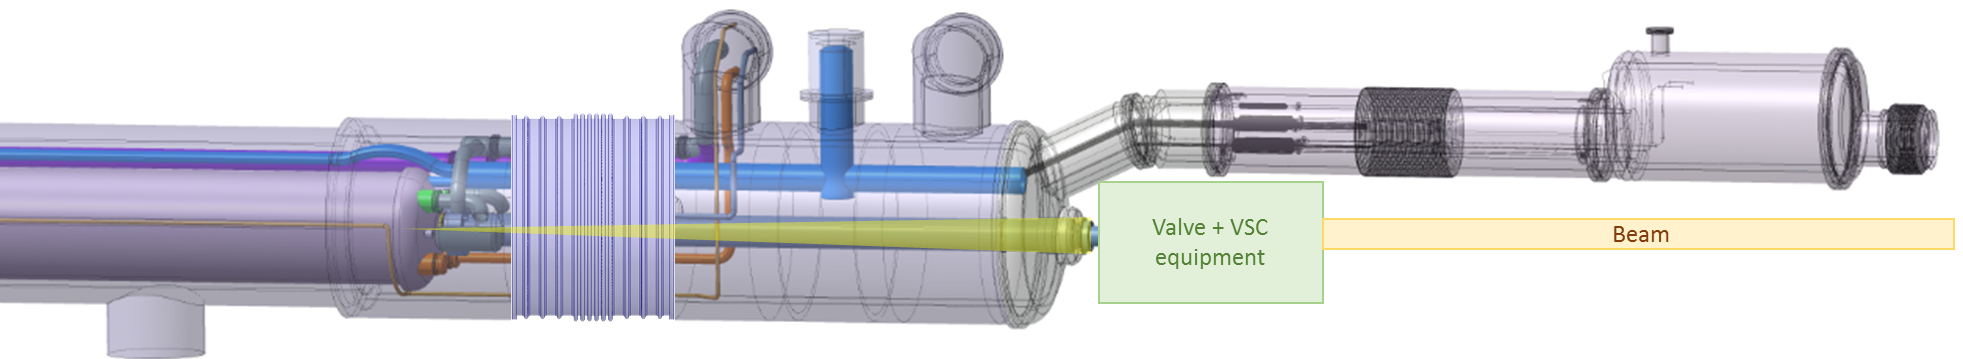 Valve + VSC
equipment
Beam